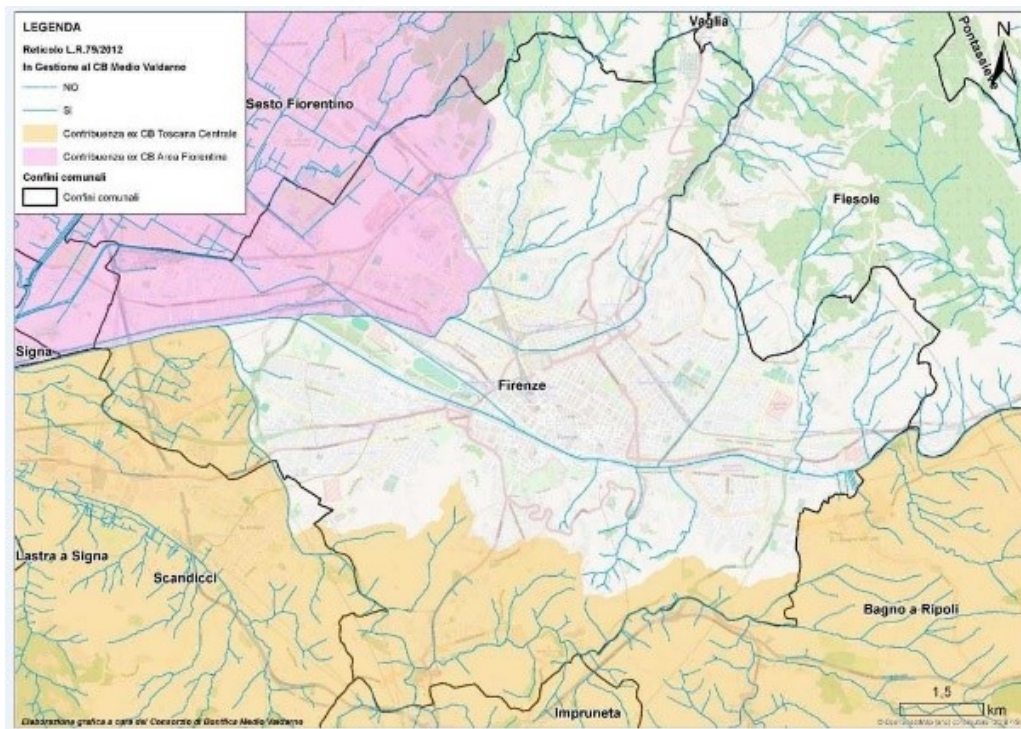 LEGENDA
Reticolo L.R.79/2012
In Gestione al CB Medio Valdarno
NO
SI
Contribuenza ex CB Toscana Centrale
Contribuenza ex CB Area Fiorentina
Confini comunali
Confini comunali
Vaglia
N
Pontassieve
Sesto Fiorentino
Fiesole
Signa
Firenze
Lastra a Signa
Scandicci
Bagno a Ripoli
Impruneta
1,5
km
Elaborazione grafica a cura del Consorzio di Bonifica Medio Valdarno